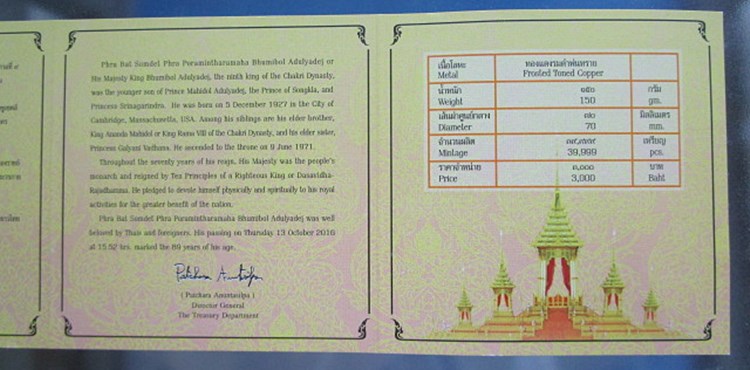 Phra Bat Somdet Phra Poramintharamaha Bhumibol Adulyadej or
His Majesty King Bhumibol Adulyadej, the ninth king of the Chakri Dynasty,
was the younger son of Prince Mahidol Adulyadej, the Prince of Songkla, and
Princess Srinagarindra. He was born on 5 December 1927 in the City of
Cambridge, Massachusetts, USA. Among his siblings are his elder brother,
King Ananda Mahidol or King Rama VIII of the Chakri Dynasty, and his elder sister,
Princess Galyani Vadhana. He ascended to the throne on 9 June 1971.
Throughout the seventy years of his reign, His Majesty was the people's
monarch and reigned by Ten Principles of a Righteous King or Dasavidha-
Rajadhamma. He pledged to devote himself physically and spiritually to his royal
activities for the greater benefit of the nation.
Phra Bat Somdet Phra Poramintharamaha Bhumibol Adulyadej was well
beloved by Thais and foreigners. His passing on Thursday 13 October 2016
at 15.52 hrs. marked the 89 years of his age.
( Patchara Anuntasilpa )
Director General
The Treasury Department
เนื้อโลหะ ทองแดงรมดำพ่นทราย
Metal Frosted Toned Copper
น้ำหนัก ๑๕๐ กรัม
Weight 150 gm.
เส้นผ่าศูนย์กลาง ๗๐ มิลลิเมตร
Diameter 70 mm.
จำนวนผลิต ๓๙,๙๙๙ เหรียญ
Mintage 39,999 pcs.
ราคาจำหน่าย ๓,๐๐๐ บาท
Price 3,000 Baht